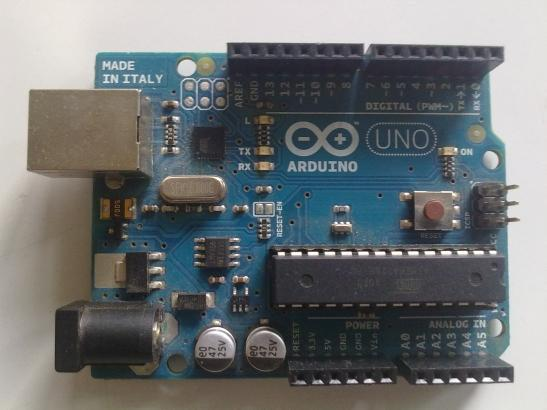 MADE
IN ITALY
AREF
GND
13
12
~11
~10
~9
8
7
~6
~5
4
~3
2
TX→1
RX←0
DIGITAL (PWM~)
L
TX
RX
ARDUINO
UNO
ON
RESET-EN
RESET
ICSP
POWER
ANALOG IN
RESET
3.3V
5V
GND
GND
Vin
A0
A1
A2
A3
A4
A5
47
25V
47
25V